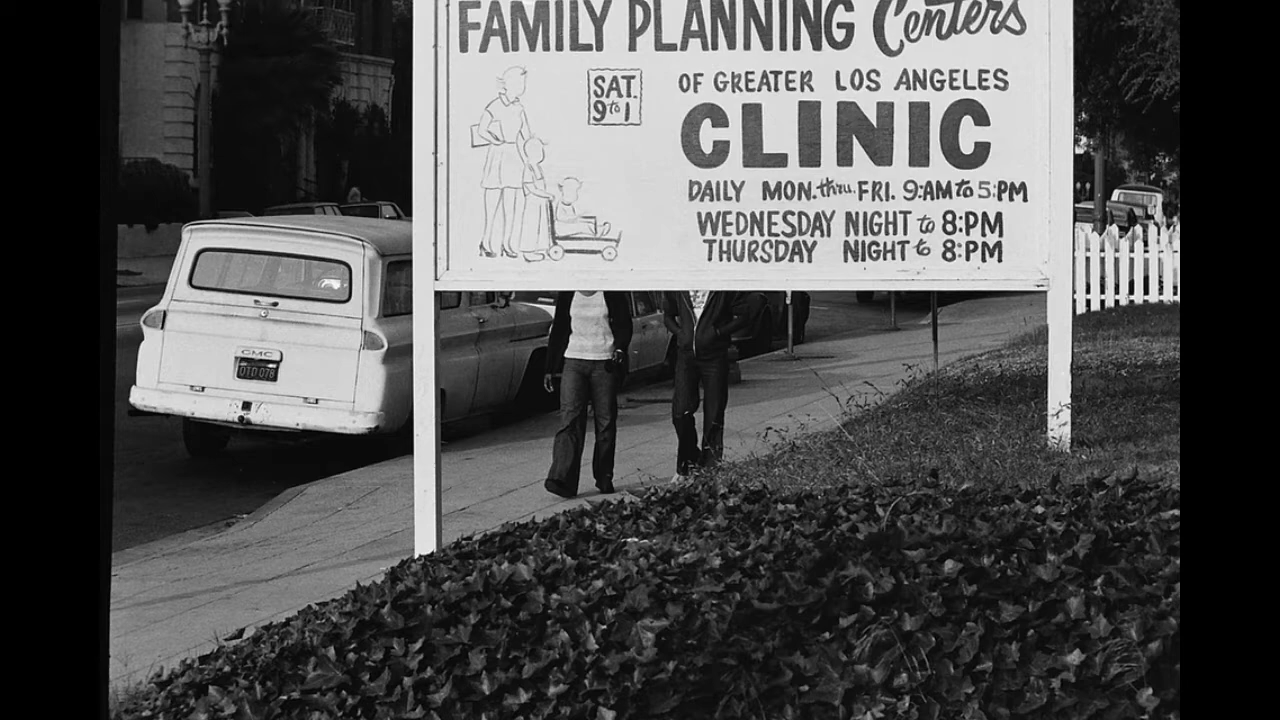 FAMILY PLANNING Centers
SAT.
9 to 1
OF GREATER LOS ANGELES
CLINIC
DAILY MON. thru. FRI. 9:AM to 5:PM
WEDNESDAY NIGHT to 8:PM
THURSDAY NIGHT to 8:PM
GMC